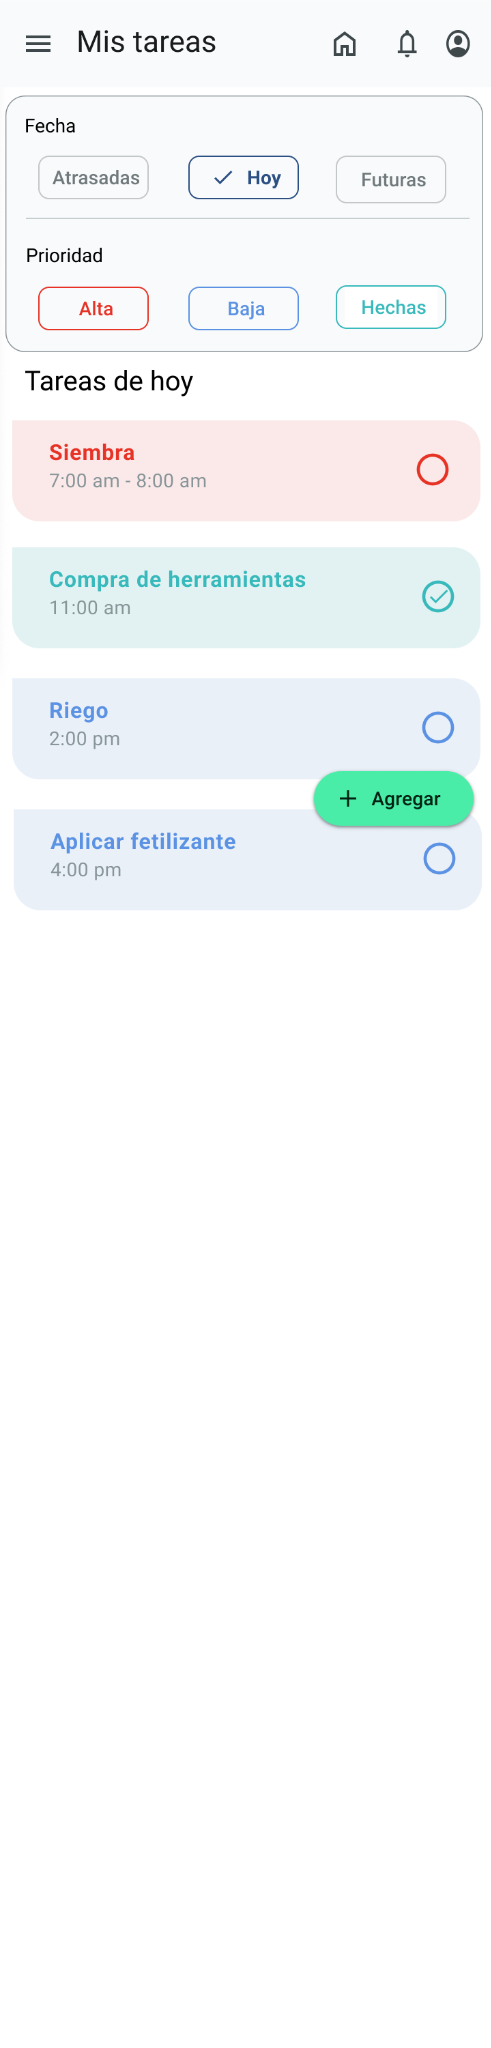 Mis tareas
Fecha
Atrasadas Hoy Futuras
Prioridad
Alta Baja Hechas
Tareas de hoy
Siembra
7:00 am - 8:00 am
Compra de herramientas
11:00 am
Riego
2:00 pm
Agregar
Aplicar fetilizante
4:00 pm